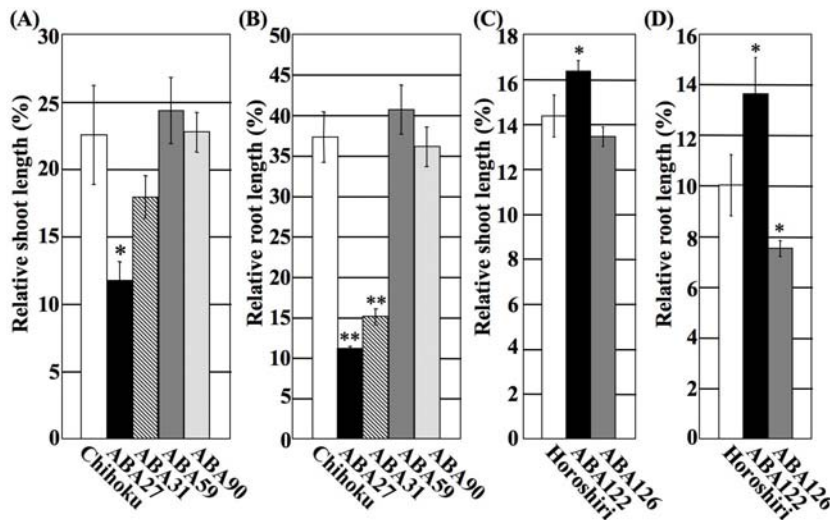 (A)
Relative shoot length (%)
30
25
20
15
10
5
0
*
Chihoku
ABA27
ABA31
ABA59
ABA90
(B)
Relative root length (%)
50
45
40
35
30
25
20
15
10
5
0
**
**
Chihoku
ABA27
ABA31
ABA59
ABA90
(C)
Relative shoot length (%)
18
16
14
12
10
8
6
4
2
0
*
Horoshiri
ABA122
ABA126
(D)
Relative root length (%)
16
14
12
10
8
6
4
2
0
*
*
Horoshiri
ABA122
ABA126